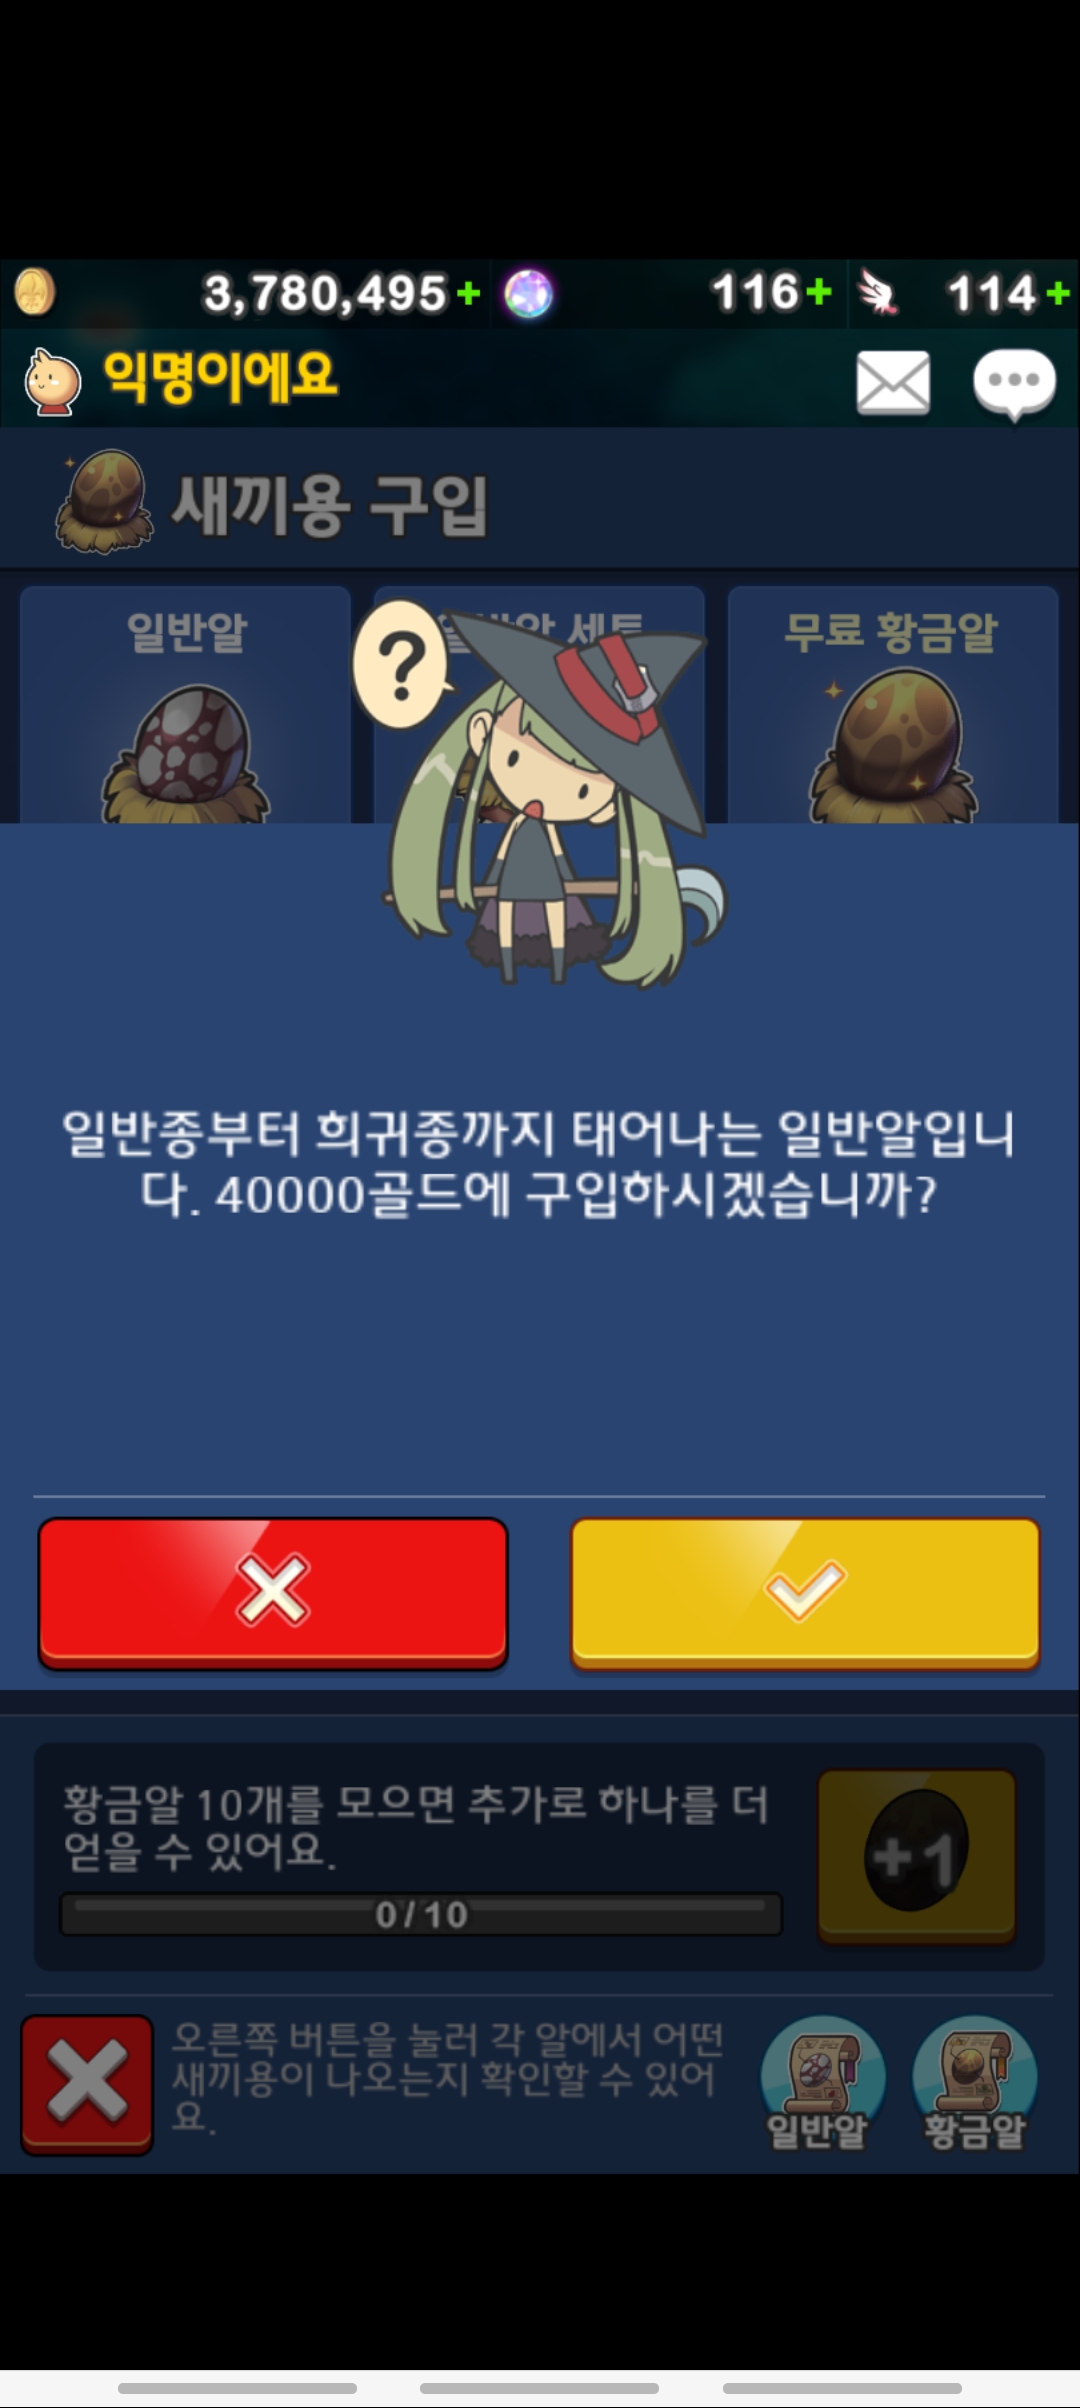 3,780,495+ 116+ 114+
익명이에요
새끼용 구입
일반알
세트
무료 황금알
?
일반종부터 희귀종까지 태어나는 일반알입니
다. 40000골드에 구입하시겠습니까?
황금알 10개를 모으면 추가로 하나를 더
얻을 수 있어요.
0/10
+1
오른쪽 버튼을 눌러 각 알에서 어떤
새끼용이 나오는지 확인할 수 있어
요.
일반알 황금알